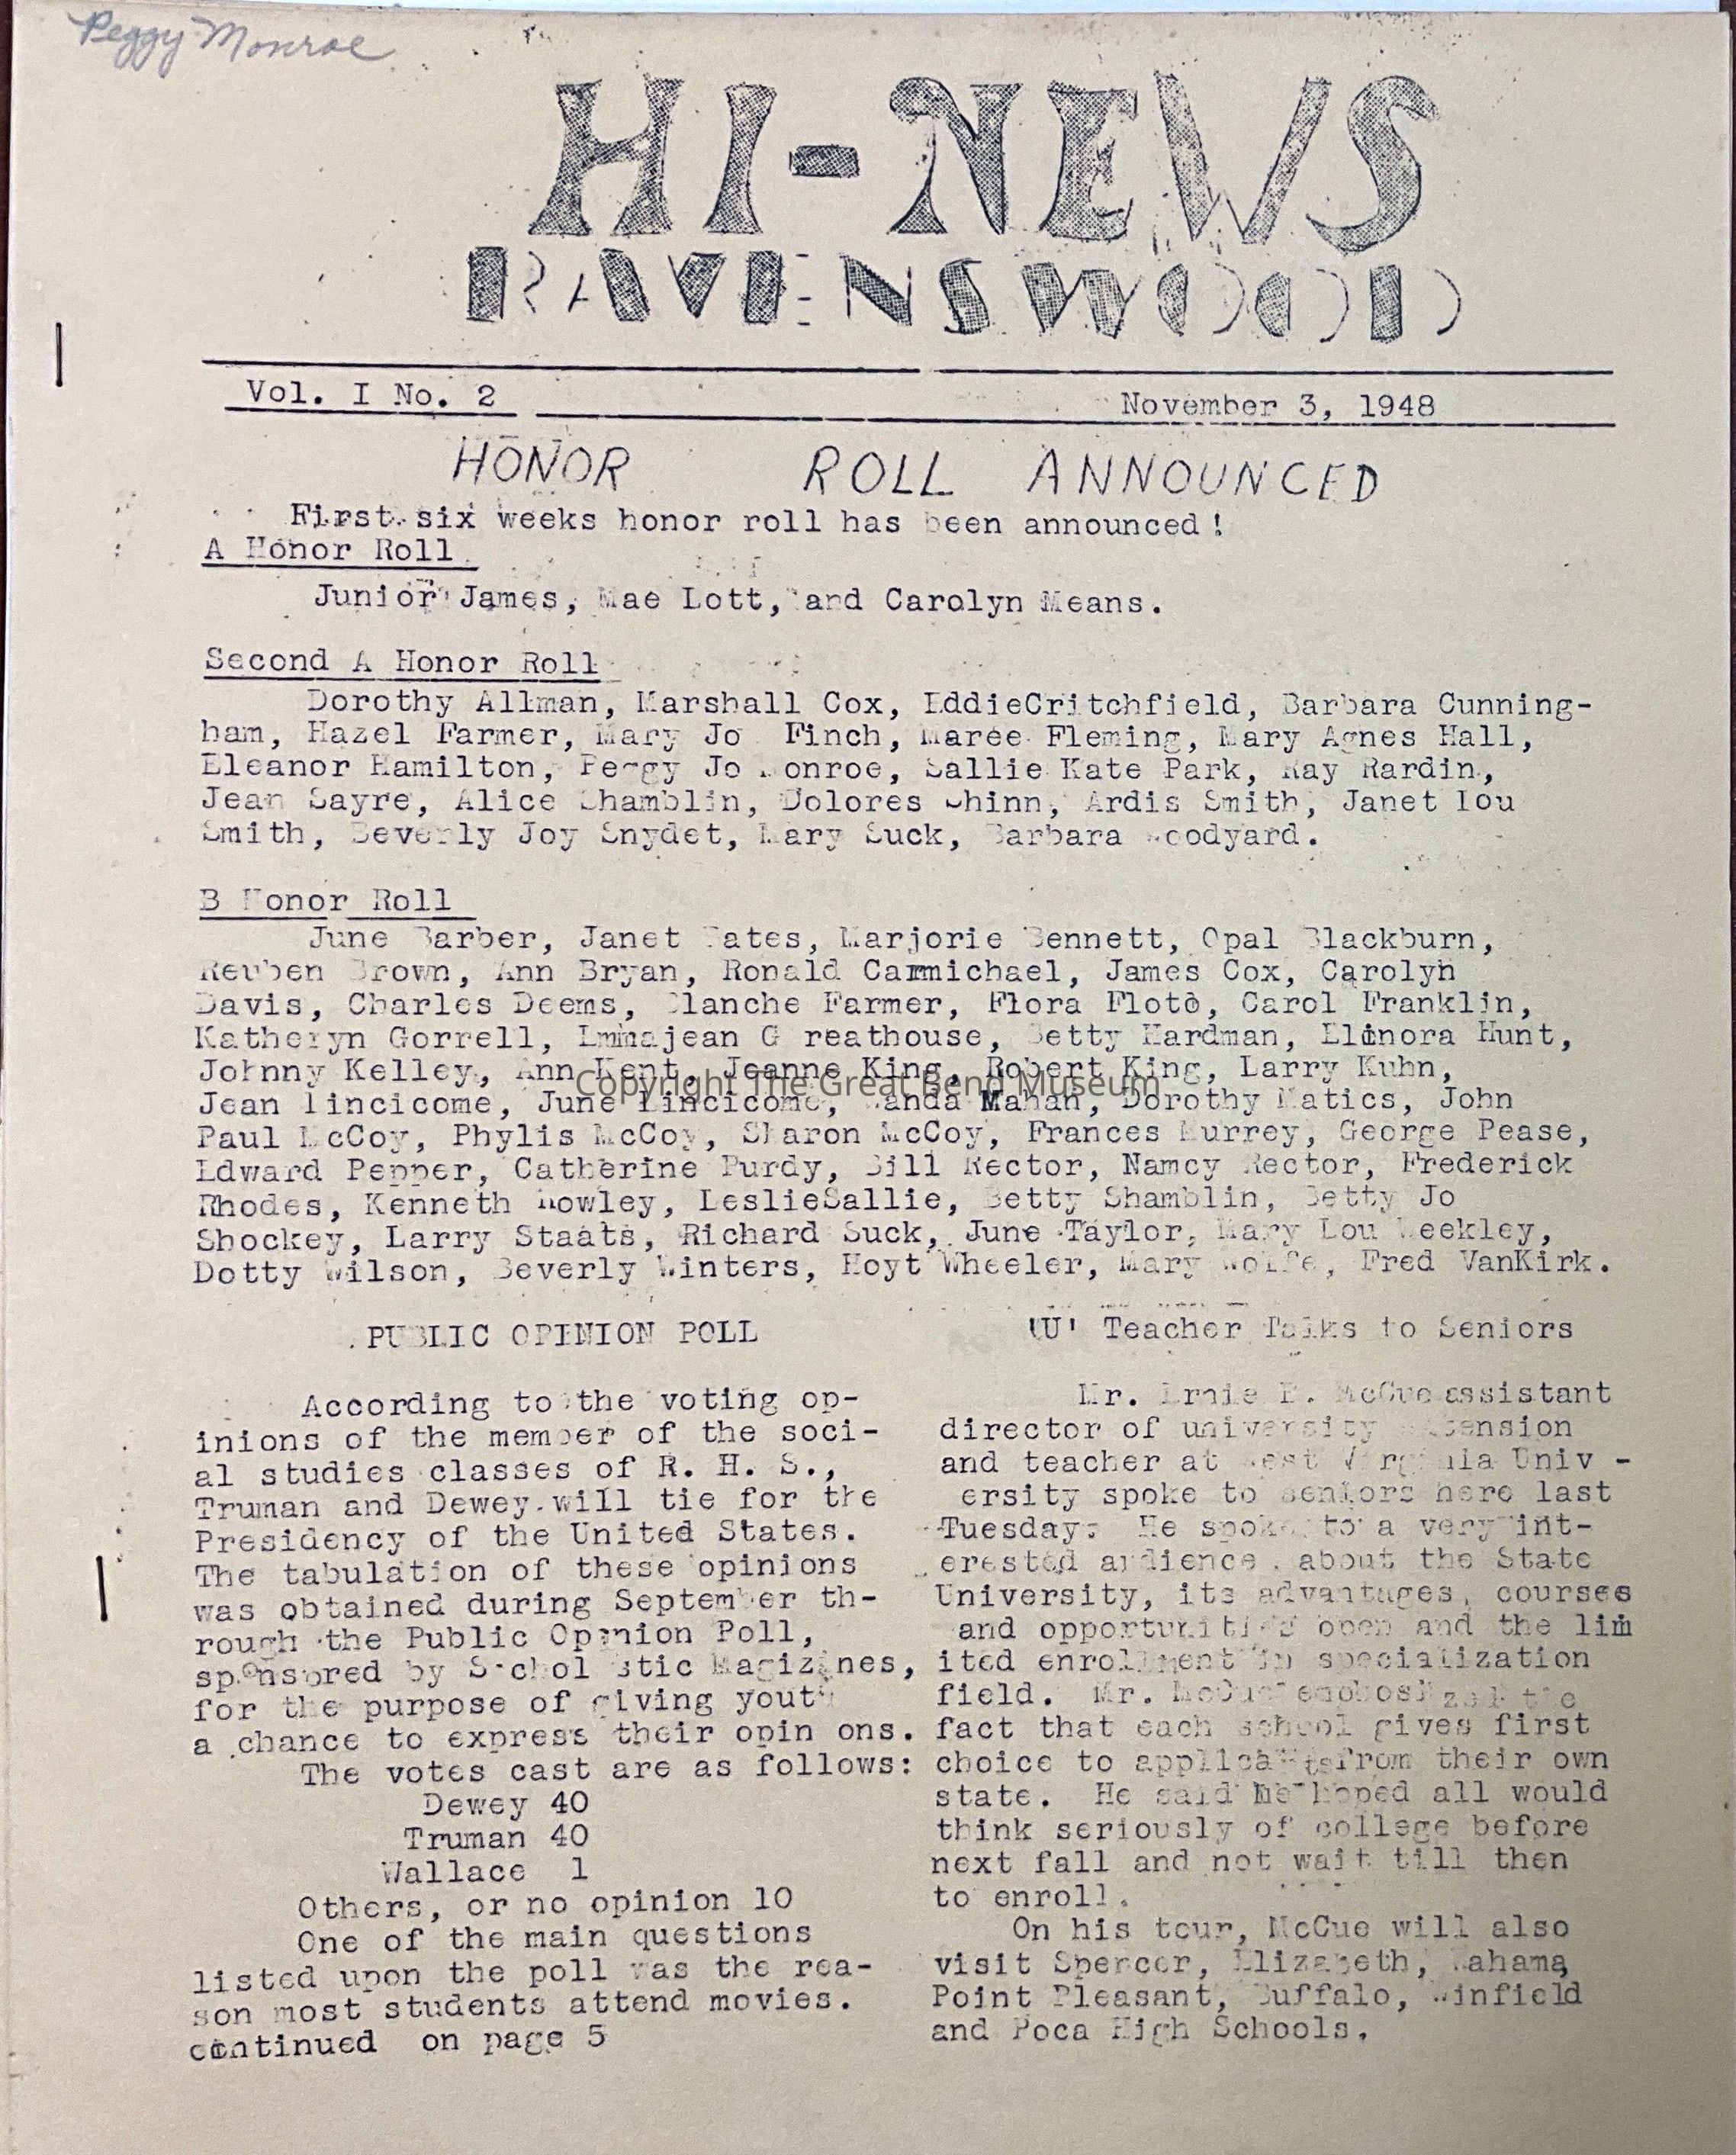 Peggy Monroe
HI-NEWS
RAVENSWOOD
Vol. I No. 2
November 3, 1948
HONOR ROLL ANNOUNCED
First six weeks honor roll has been announced!
A Honor Roll
Junior James, Mae Lott, and Carolyn Means.
Second A Honor Roll
Dorothy Allman, Marshall Cox, EddieCritchfield, Barbara Cunning-
ham, Hazel Farmer, Mary Jo Finch, Maree Fleming, Mary Agnes Hall,
Eleanor Hamilton, Peggy Jo Monroe, Sallie Kate Park, Ray Rardin,
Jean Sayre, Alice Shamblin, Dolores Shinn, Ardis Smith, Janet Lou
Smith, Beverly Joy Snydet, Mary Suck, Barbara Woodyard.
B Honor Roll
June Barber, Janet Bates, Marjorie Bennett, Opal Blackburn,
Reuben Brown, Ann Bryan, Ronald Carmichael, James Cox, Carolyn
Davis, Charles Deems, Blanche Farmer, Flora Floto, Carol Franklin,
Katheryn Gorrell, Emmajean G reathouse, Betty Hardman, Elinora Hunt,
Johnny Kelley, Ann Kent, Jeanne King, Robert King, Larry Kuhn,
Copyright The Great Bend Museum
Jean Lincicome, June Lincicome, Wanda Mahan, Dorothy Matics, John
Paul McCoy, Phylis McCoy, Sharon McCoy, Frances Murrey, George Pease,
Edward Pepper, Catherine Purdy, Bill Rector, Namcy Rector, Frederick
Rhodes, Kenneth Rowley, LeslieSallie, Betty Shamblin, Betty Jo
Shockey, Larry Staats, Richard Suck, June Taylor, Mary Lou Weekley,
Dotty Wilson, Beverly Winters, Hoyt Wheeler, Mary Wolfe, Fred VanKirk.
PUBLIC OPINION POLL
According to the voting op-
inions of the member of the soci-
al studies classes of R. H. S.,
Truman and Dewey will tie for the
Presidency of the United States.
The tabulation of these opinions
was obtained during September th-
rough the Public Opinion Poll,
sponsored by Scholastic Magizines,
for the purpose of giving youth
a chance to express their opinions.
The votes cast are as follows:
Dewey 40
Truman 40
Wallace 1
Others, or no opinion 10
One of the main questions
listed upon the poll was the rea-
son most students attend movies.
continued on page 5
'U' Teacher Talks to Seniors
Mr. Ernie McCue assistant
director of university extension
and teacher at West Virginia Univ -
ersity spoke to seniors here last
Tuesday. He spoke to a very int-
erested audience about the State
University, its advantages, courses
and opportunities open and the lim
ited enrollment in specialization
field. Mr. McCue emphosized the
fact that each school gives first
choice to applicants from their own
state. He said he hoped all would
think seriously of college before
next fall and not wait till then
to enroll.
On his tour, McCue will also
visit Spencer, Elizabeth, Wahama,
Point Pleasant, Buffalo, Winfield
and Poca High Schools.